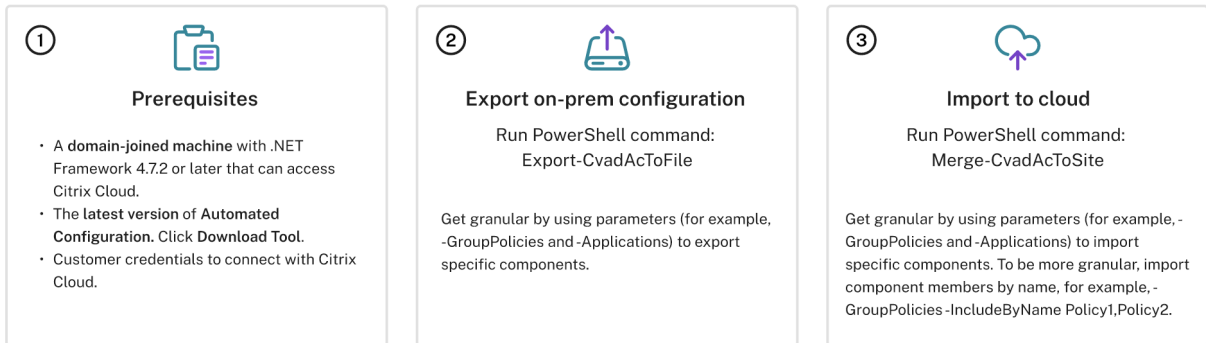 1
Prerequisites
• A domain-joined machine with .NET
Framework 4.7.2 or later that can access
Citrix Cloud.
• The latest version of Automated
Configuration. Click Download Tool.
• Customer credentials to connect with Citrix
Cloud.
2
Export on-prem configuration
Run PowerShell command:
Export-CvadAcToFile
Get granular by using parameters (for example,
-GroupPolicies and -Applications) to export
specific components.
3
Import to cloud
Run PowerShell command:
Merge-CvadAcToSite
Get granular by using parameters (for example, -
GroupPolicies and -Applications) to import
specific components. To be more granular, import
component members by name, for example, -
GroupPolicies -IncludeByName Policy1,Policy2.